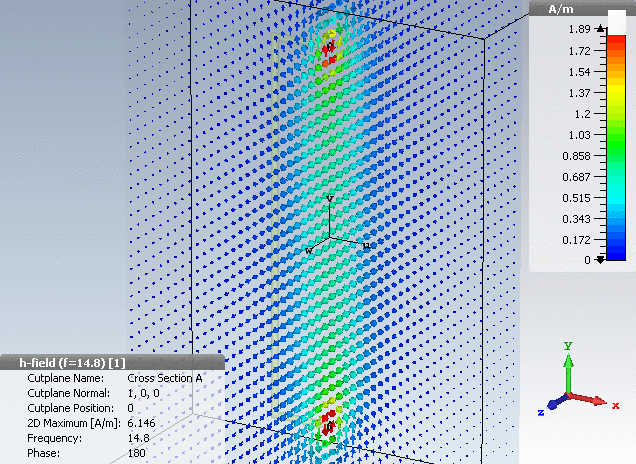 A/m
1.89
1.72
1.54
1.37
1.2
1.03
0.858
0.687
0.515
0.343
0.172
0
v
u
w
h-field (f=14.8) [1]
Cutplane Name: Cross Section A
Cutplane Normal: 1, 0, 0
Cutplane Position: 0
2D Maximum [A/m]: 6.146
Frequency: 14.8
Phase: 180
y
x
z